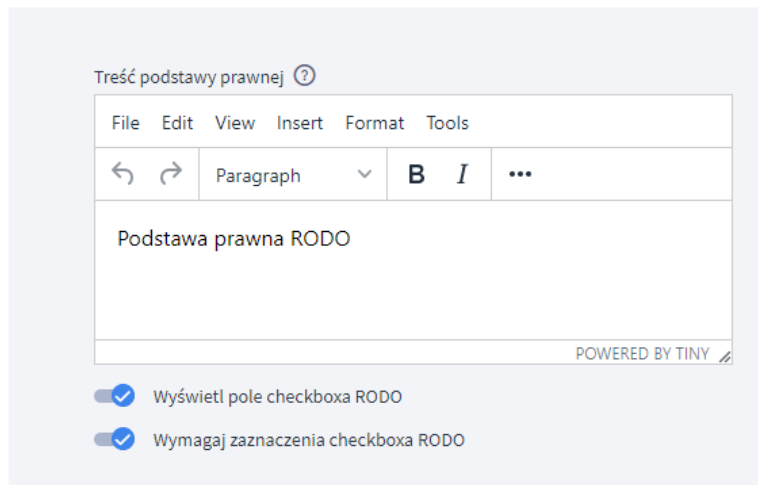 Treść podstawy prawnej ?
File Edit View Insert Format Tools
Paragraph B I ...
Podstawa prawna RODO
POWERED BY TINY
Wyświetl pole checkboxa RODO
Wymagaj zaznaczenia checkboxa RODO